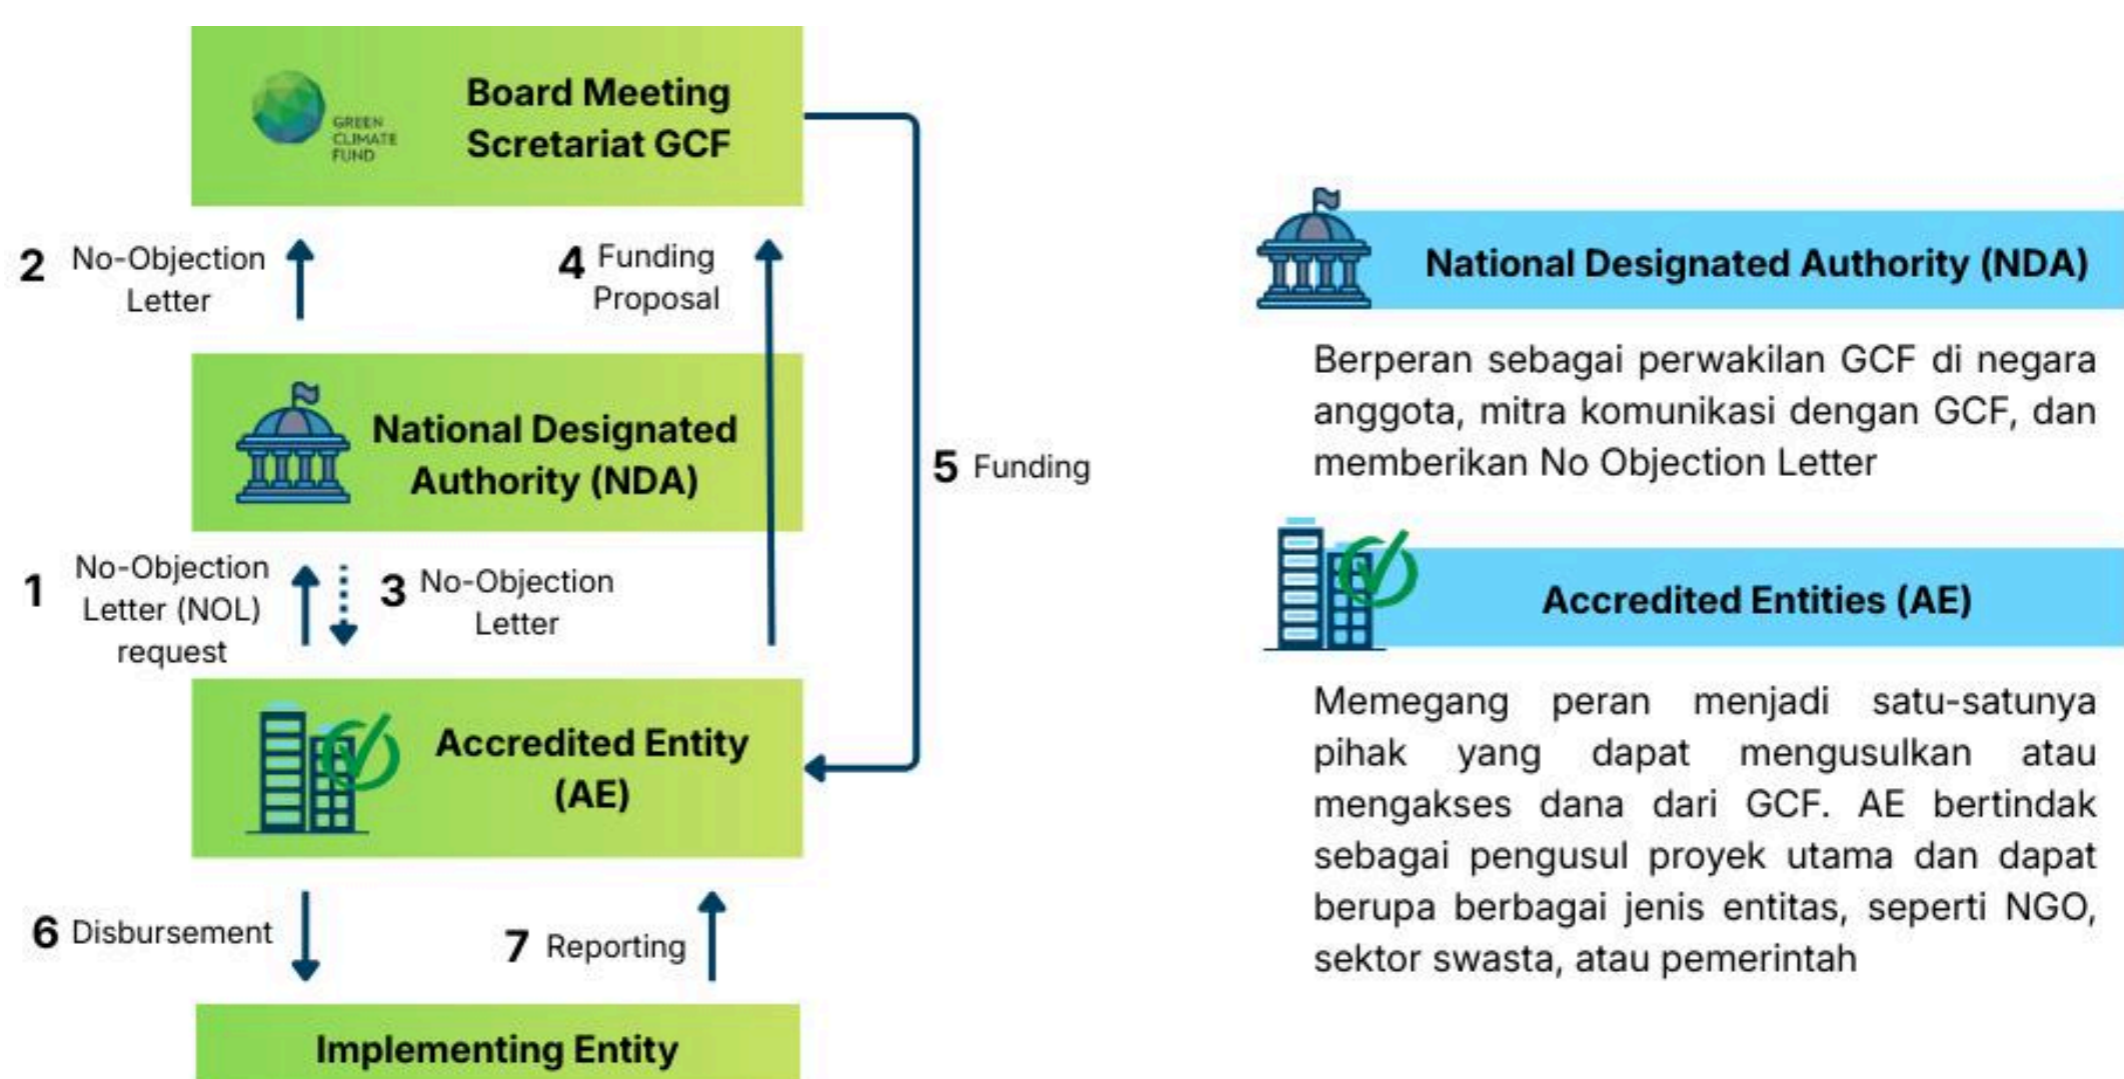 GREEN
CLIMATE
FUND
Board Meeting
Scretariat GCF
2 No-Objection
Letter
4 Funding
Proposal
National Designated
Authority (NDA)
5 Funding
1 No-Objection
Letter (NOL)
request
3 No-Objection
Letter
Accredited Entity
(AE)
6 Disbursement
7 Reporting
Implementing Entity
National Designated Authority (NDA)
Berperan sebagai perwakilan GCF di negara
anggota, mitra komunikasi dengan GCF, dan
memberikan No Objection Letter
Accredited Entities (AE)
Memegang peran menjadi satu-satunya
pihak yang dapat mengusulkan atau
mengakses dana dari GCF. AE bertindak
sebagai pengusul proyek utama dan dapat
berupa berbagai jenis entitas, seperti NGO,
sektor swasta, atau pemerintah